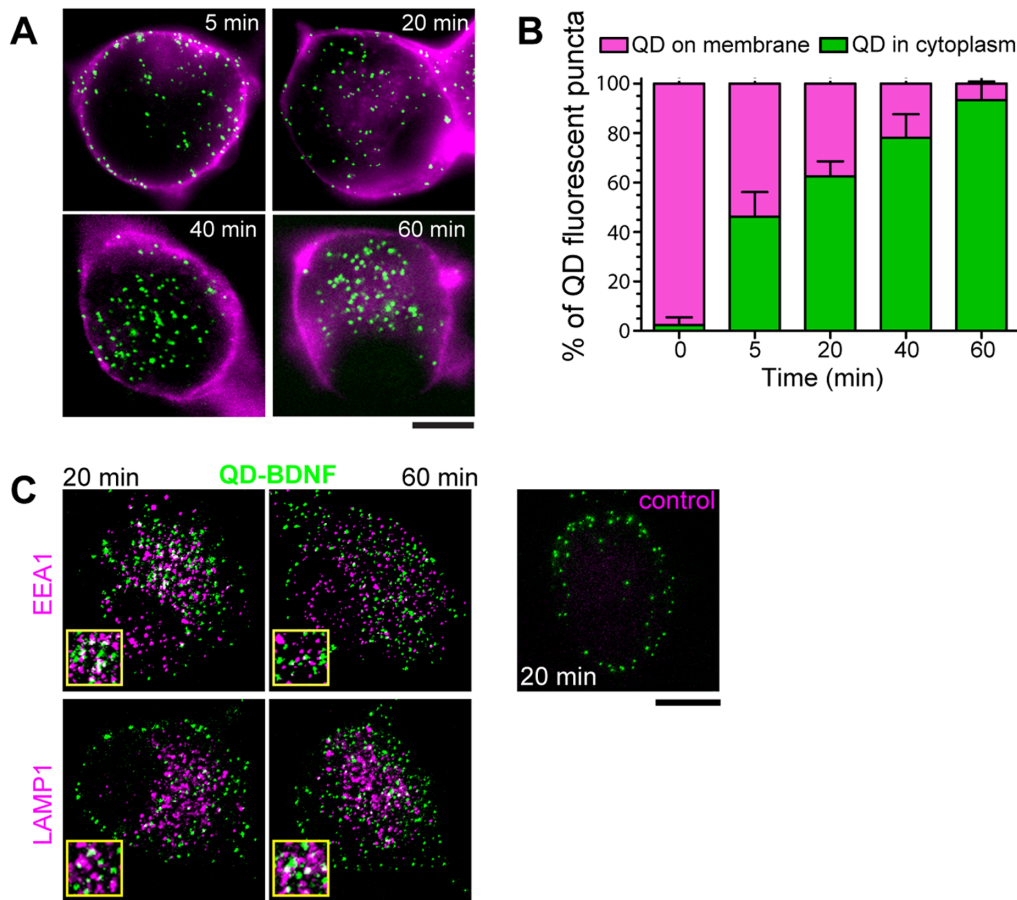 A
5 min
20 min
40 min
60 min
B
QD on membrane QD in cytoplasm
% of QD fluorescent puncta
100
80
60
40
20
0
0 5 20 40 60
Time (min)
C
20 min QD-BDNF 60 min
EEA1
LAMP1
control
20 min